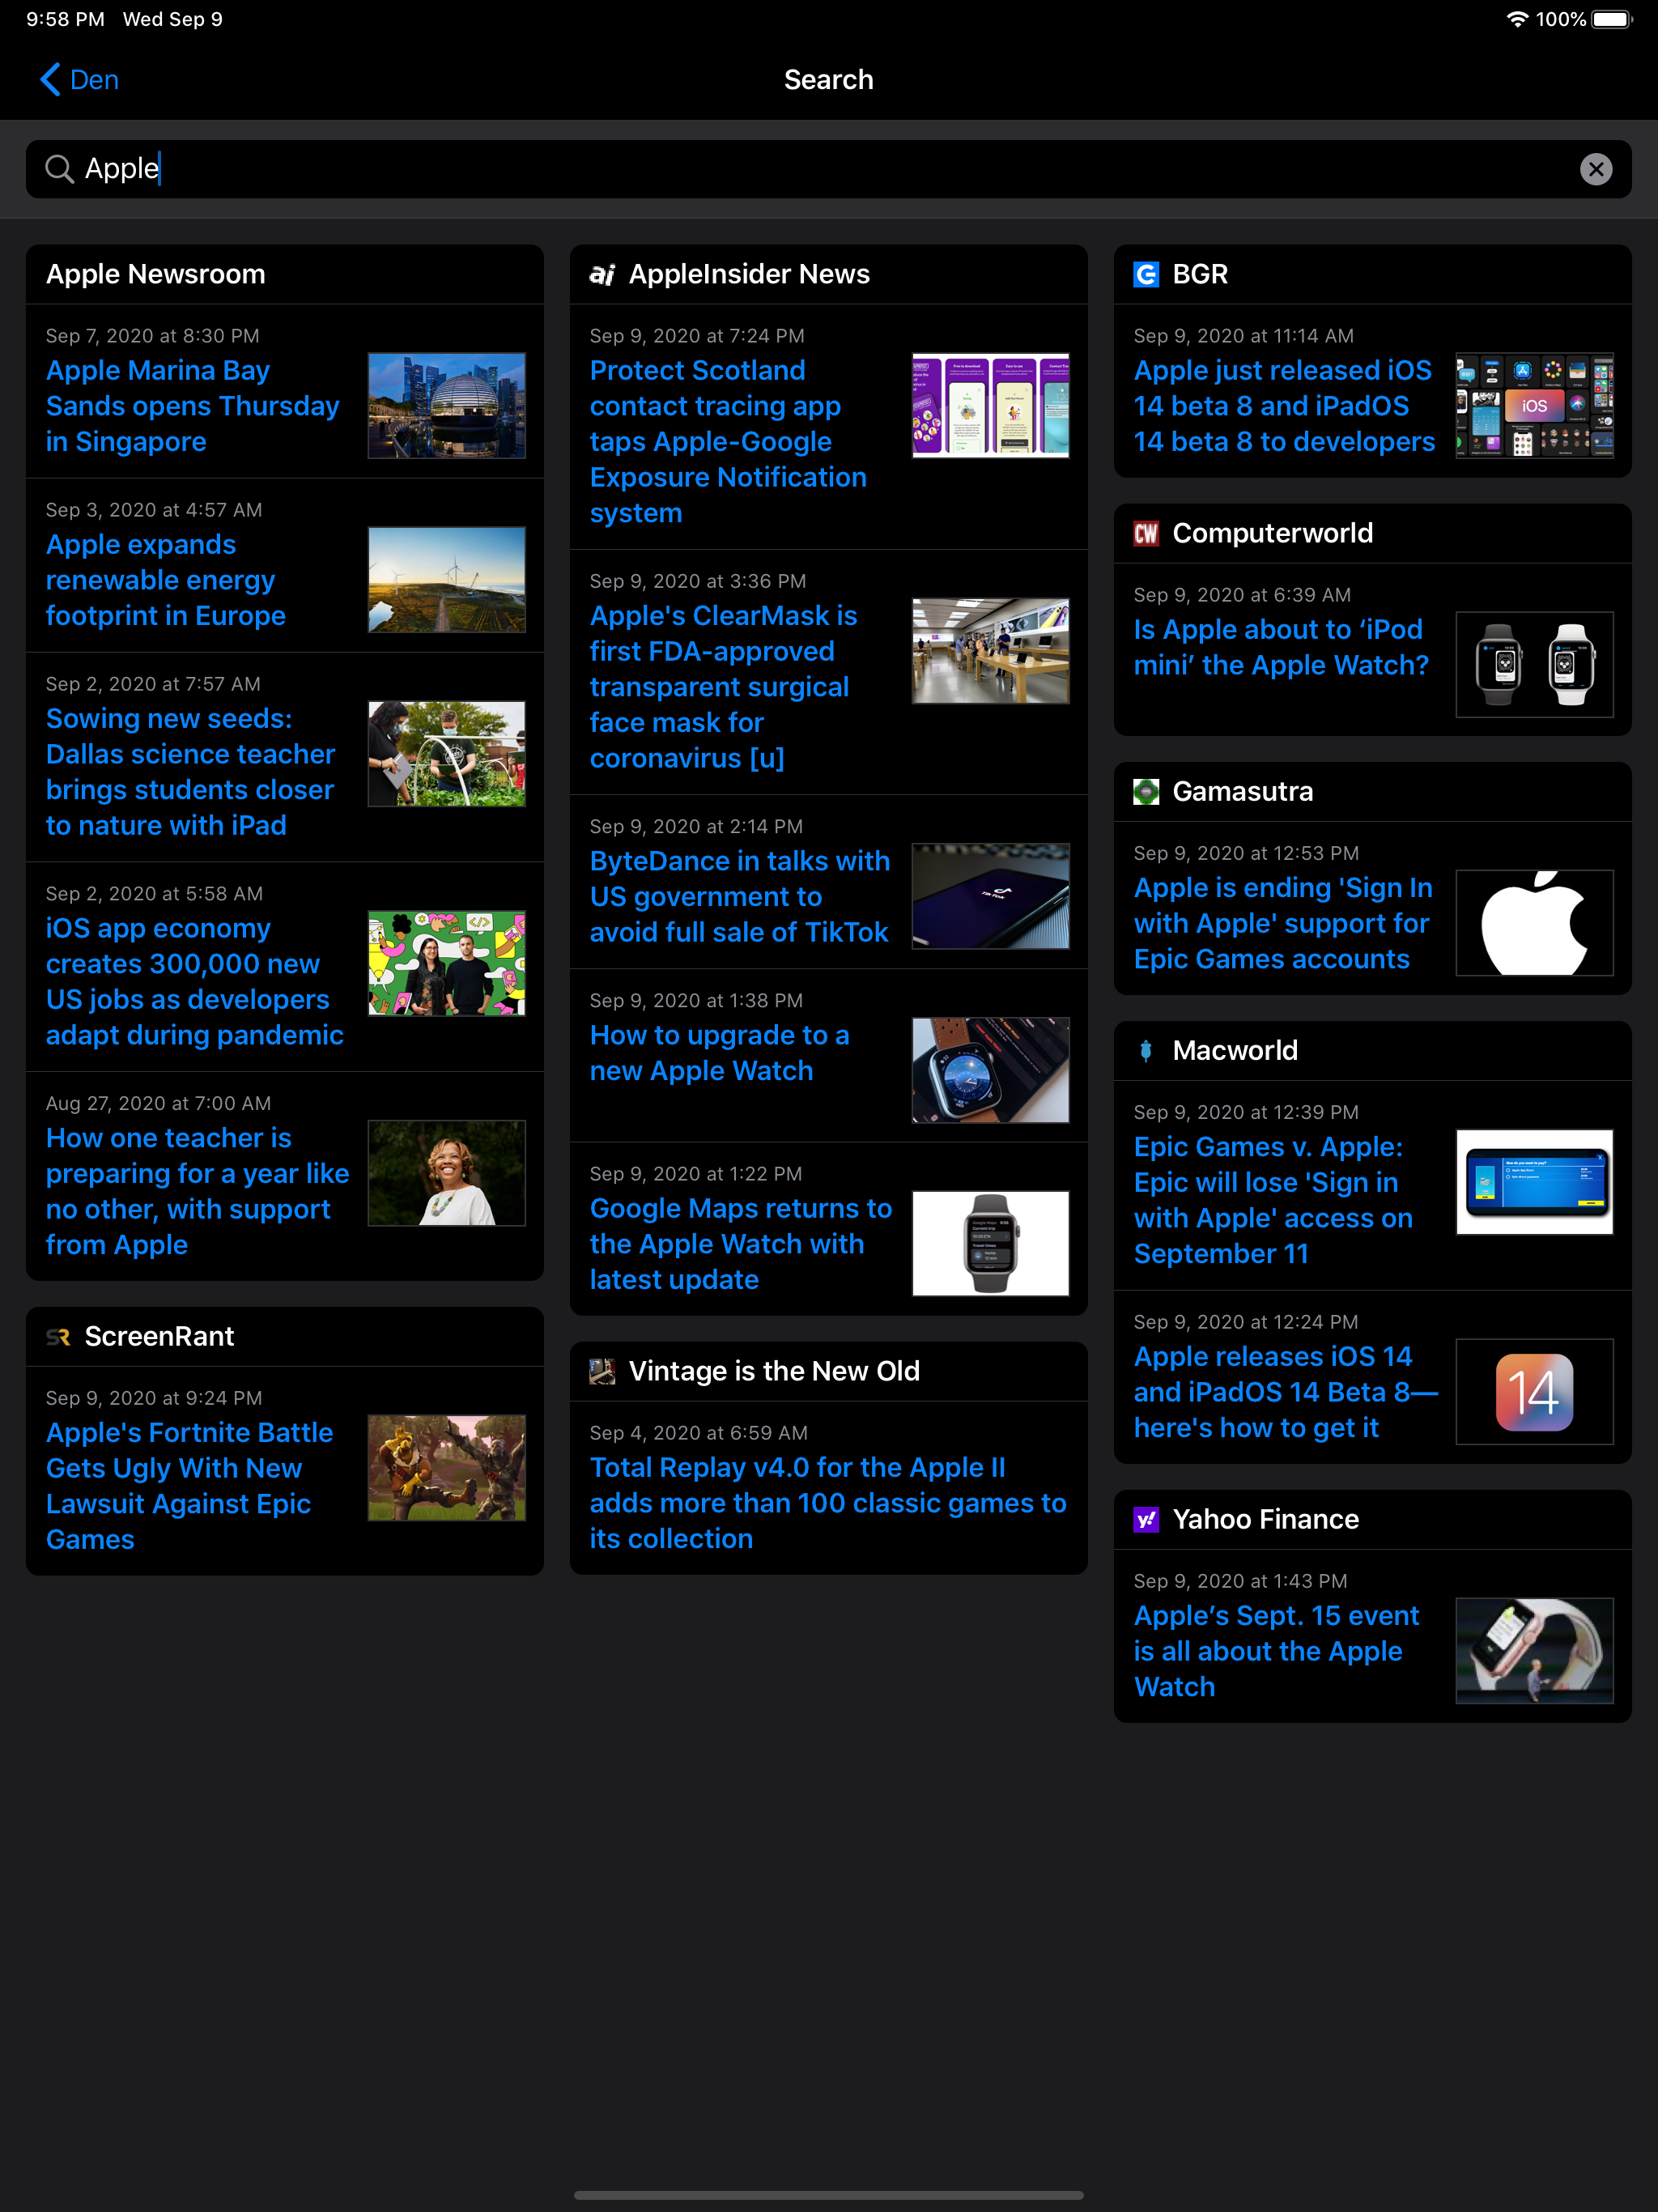 9:58 PM Wed Sep 9
100%
Den
Search
Apple
Apple Newsroom
Sep 7, 2020 at 8:30 PM
Apple Marina Bay
Sands opens Thursday
in Singapore
Sep 3, 2020 at 4:57 AM
Apple expands
renewable energy
footprint in Europe
Sep 2, 2020 at 7:57 AM
Sowing new seeds:
Dallas science teacher
brings students closer
to nature with iPad
Sep 2, 2020 at 5:58 AM
iOS app economy
creates 300,000 new
US jobs as developers
adapt during pandemic
Aug 27, 2020 at 7:00 AM
How one teacher is
preparing for a year like
no other, with support
from Apple
SR ScreenRant
Sep 9, 2020 at 9:24 PM
Apple's Fortnite Battle
Gets Ugly With New
Lawsuit Against Epic
Games
ai AppleInsider News
Sep 9, 2020 at 7:24 PM
Protect Scotland
contact tracing app
taps Apple-Google
Exposure Notification
system
Sep 9, 2020 at 3:36 PM
Apple's ClearMask is
first FDA-approved
transparent surgical
face mask for
coronavirus [u]
Sep 9, 2020 at 2:14 PM
ByteDance in talks with
US government to
avoid full sale of TikTok
TikTok
Sep 9, 2020 at 1:38 PM
How to upgrade to a
new Apple Watch
Sep 9, 2020 at 1:22 PM
Google Maps returns to
the Apple Watch with
latest update
Vintage is the New Old
Sep 4, 2020 at 6:59 AM
Total Replay v4.0 for the Apple II
adds more than 100 classic games to
its collection
BGR
Sep 9, 2020 at 11:14 AM
Apple just released iOS
14 beta 8 and iPadOS
14 beta 8 to developers
iOS
CW Computerworld
Sep 9, 2020 at 6:39 AM
Is Apple about to ‘iPod
mini’ the Apple Watch?
Gamasutra
Sep 9, 2020 at 12:53 PM
Apple is ending 'Sign In
with Apple' support for
Epic Games accounts
Macworld
Sep 9, 2020 at 12:39 PM
Epic Games v. Apple:
Epic will lose 'Sign in
with Apple' access on
September 11
Sep 9, 2020 at 12:24 PM
Apple releases iOS 14
and iPadOS 14 Beta 8—
here's how to get it
14
y! Yahoo Finance
Sep 9, 2020 at 1:43 PM
Apple’s Sept. 15 event
is all about the Apple
Watch